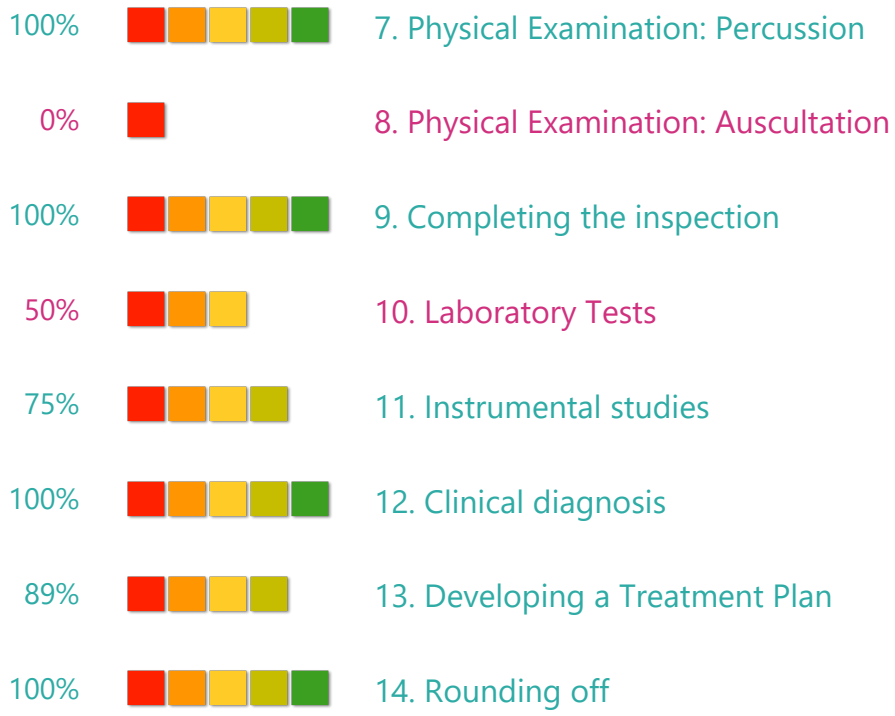 100% 7. Physical Examination: Percussion
0% 8. Physical Examination: Auscultation
100% 9. Completing the inspection
50% 10. Laboratory Tests
75% 11. Instrumental studies
100% 12. Clinical diagnosis
89% 13. Developing a Treatment Plan
100% 14. Rounding off